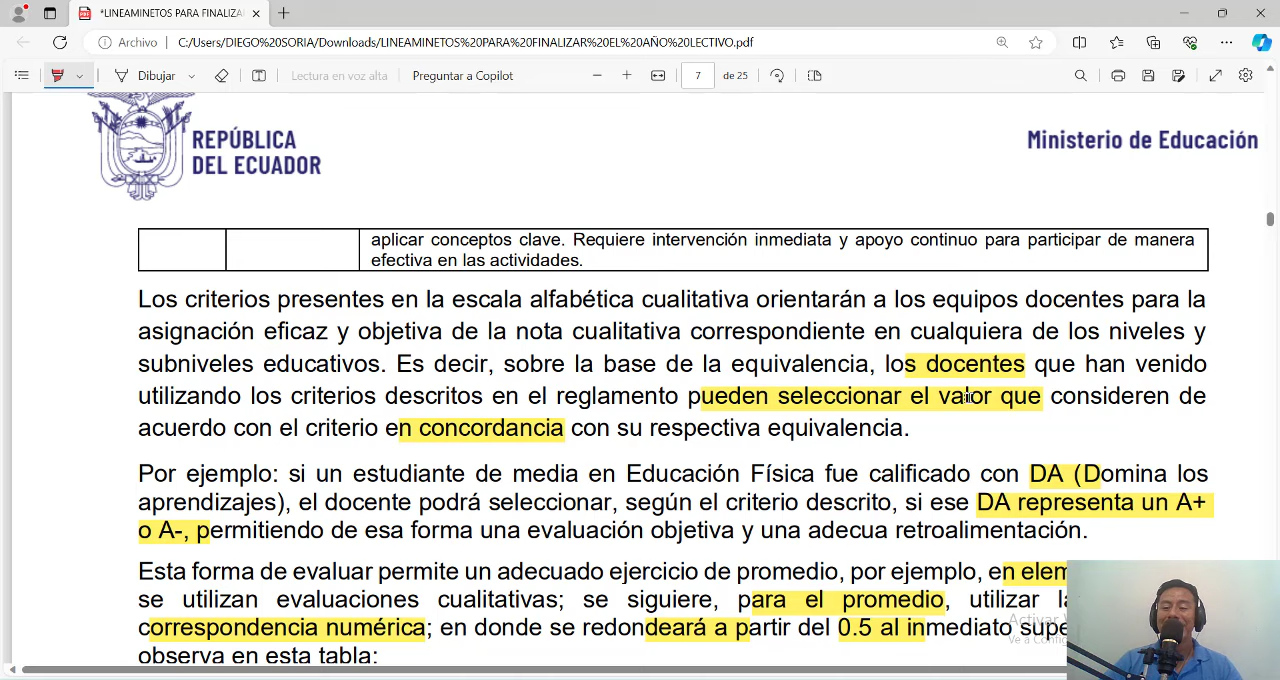 *LINEAMINETOS PARA FINALIZA
Archivo
C:/Users/DIEGO%20SORIA/Downloads/LINEAMINETOS%20PARA%20FINALIZAR%20EL%20AÑO%20LECTIVO.pdf
Dibujar
Lectura en voz alta
Preguntar a Copilot
7
de 25
REPÚBLICA
DEL ECUADOR
Ministerio de Educación
aplicar conceptos clave. Requiere intervención inmediata y apoyo continuo para participar de manera
efectiva en las actividades.
Los criterios presentes en la escala alfabética cualitativa orientarán a los equipos docentes para la
asignación eficaz y objetiva de la nota cualitativa correspondiente en cualquiera de los niveles y
subniveles educativos. Es decir, sobre la base de la equivalencia, los docentes que han venido
utilizando los criterios descritos en el reglamento pueden seleccionar el valor que consideren de
acuerdo con el criterio en concordancia con su respectiva equivalencia.
Por ejemplo: si un estudiante de media en Educación Física fue calificado con DA (Domina los
aprendizajes), el docente podrá seleccionar, según el criterio descrito, si ese DA representa un A+
o A-, permitiendo de esa forma una evaluación objetiva y una adecua retroalimentación.
Esta forma de evaluar permite un adecuado ejercicio de promedio, por ejemplo, en elem
se utilizan evaluaciones cualitativas; se siguiere, para el promedio, utilizar la
correspondencia numérica; en donde se redondeará a partir del 0.5 al inmediato supe
observa en esta tabla:
Activar
Ve a Config